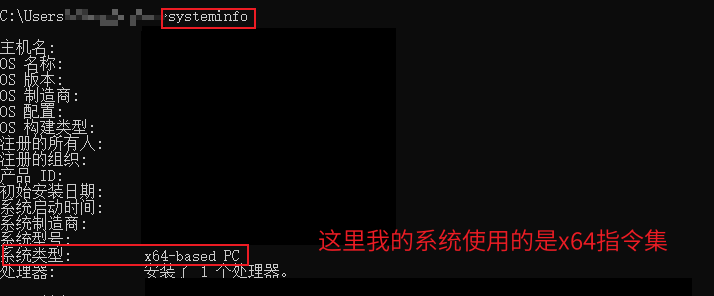 C:\Users >systeminfo
主机名:
OS 名称:
OS 版本:
OS 制造商:
OS 配置:
OS 构建类型:
注册的所有人:
注册的组织:
产品 ID:
初始安装日期:
系统启动时间:
系统制造商:
系统型号:
这里我的系统使用的是x64指令集
系统类型: x64-based PC
处理器: 安装了 1 个处理器。